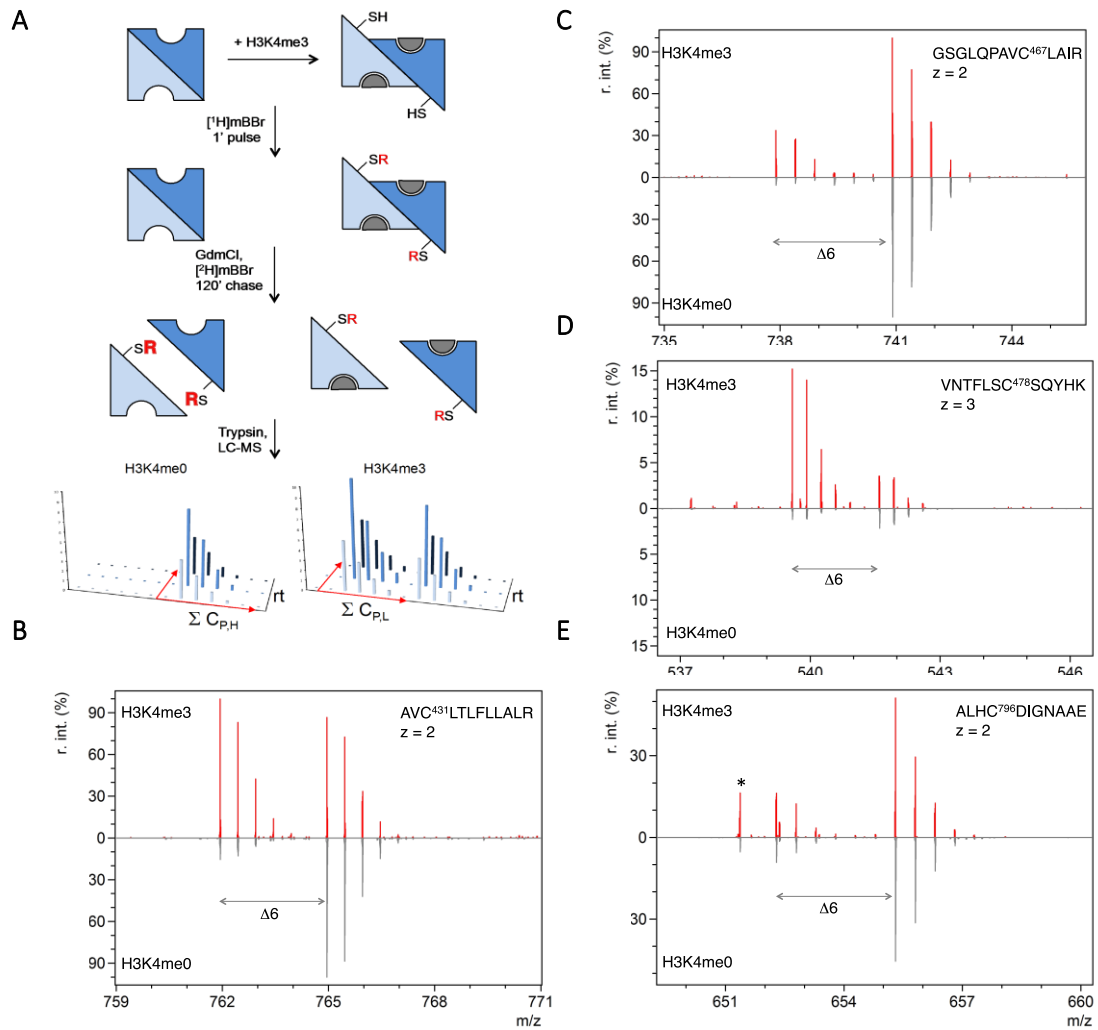 A
SH
+ H3K4me3
HS
[¹H]mBBr
1' pulse
SR
RS
GdmCl,
[²H]mBBr
120' chase
SR
RS
SR
RS
Trypsin,
LC-MS
H3K4me0
H3K4me3
rt
rt
Σ C_P,H
Σ C_P,L
B
r. int. (%)
H3K4me3
AVC⁴³¹LTLFLLALR
z = 2
90
60
30
0
30
60
90
Δ6
H3K4me0
759 762 765 768 771
m/z
C
r. int. (%)
H3K4me3
GSGLQPAVC⁴⁶⁷LAIR
z = 2
90
60
30
0
30
60
90
Δ6
H3K4me0
735 738 741 744
D
r. int. (%)
H3K4me3
VNTFLSC⁴⁷⁸SQYHK
z = 3
15
10
5
0
5
10
15
Δ6
H3K4me0
537 540 543 546
E
r. int. (%)
H3K4me3
ALHC⁷⁹⁶DIGNAAE
z = 2
*
30
0
30
Δ6
H3K4me0
651 654 657 660
m/z